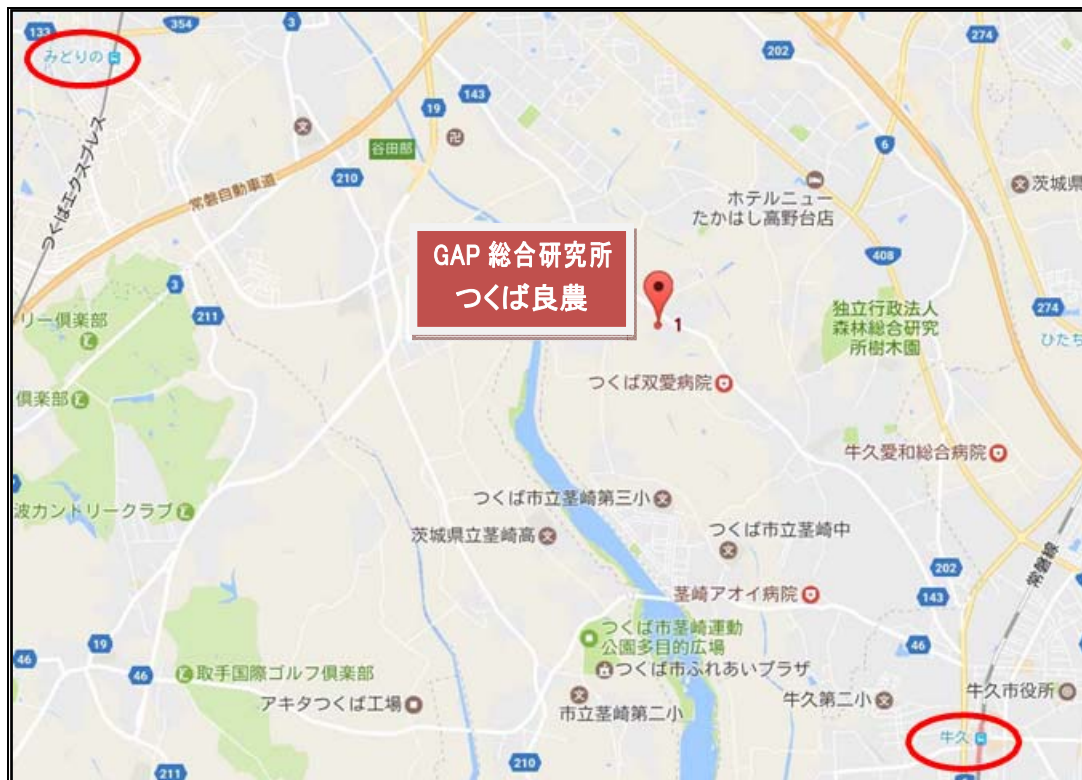 133
354
3
274
202
みどりの
143
19
6
谷田部
210
つくばエクスプレス
常磐自動車道
茨城県
ホテルニュー
たかはし高野台店
GAP 総合研究所
つくば良農
408
3
211
1
274
独立行政法人
森林総合研究
所樹木園
ひたち
リー倶楽部
つくば双愛病院
倶楽部
牛久愛和総合病院
つくば市立茎崎第三小
波カンドリークラブ
茨城県立茎崎高
つくば市立茎崎中
常磐線
202
茎崎アオイ病院
143
つくば市茎崎運動
公園多目的広場
19
46
46
46
取手国際ゴルフ倶楽部
つくば市ふれあいプラザ
アキタつくば工場
市立茎崎第二小
牛久第二小
牛久市役所
牛久
210
211